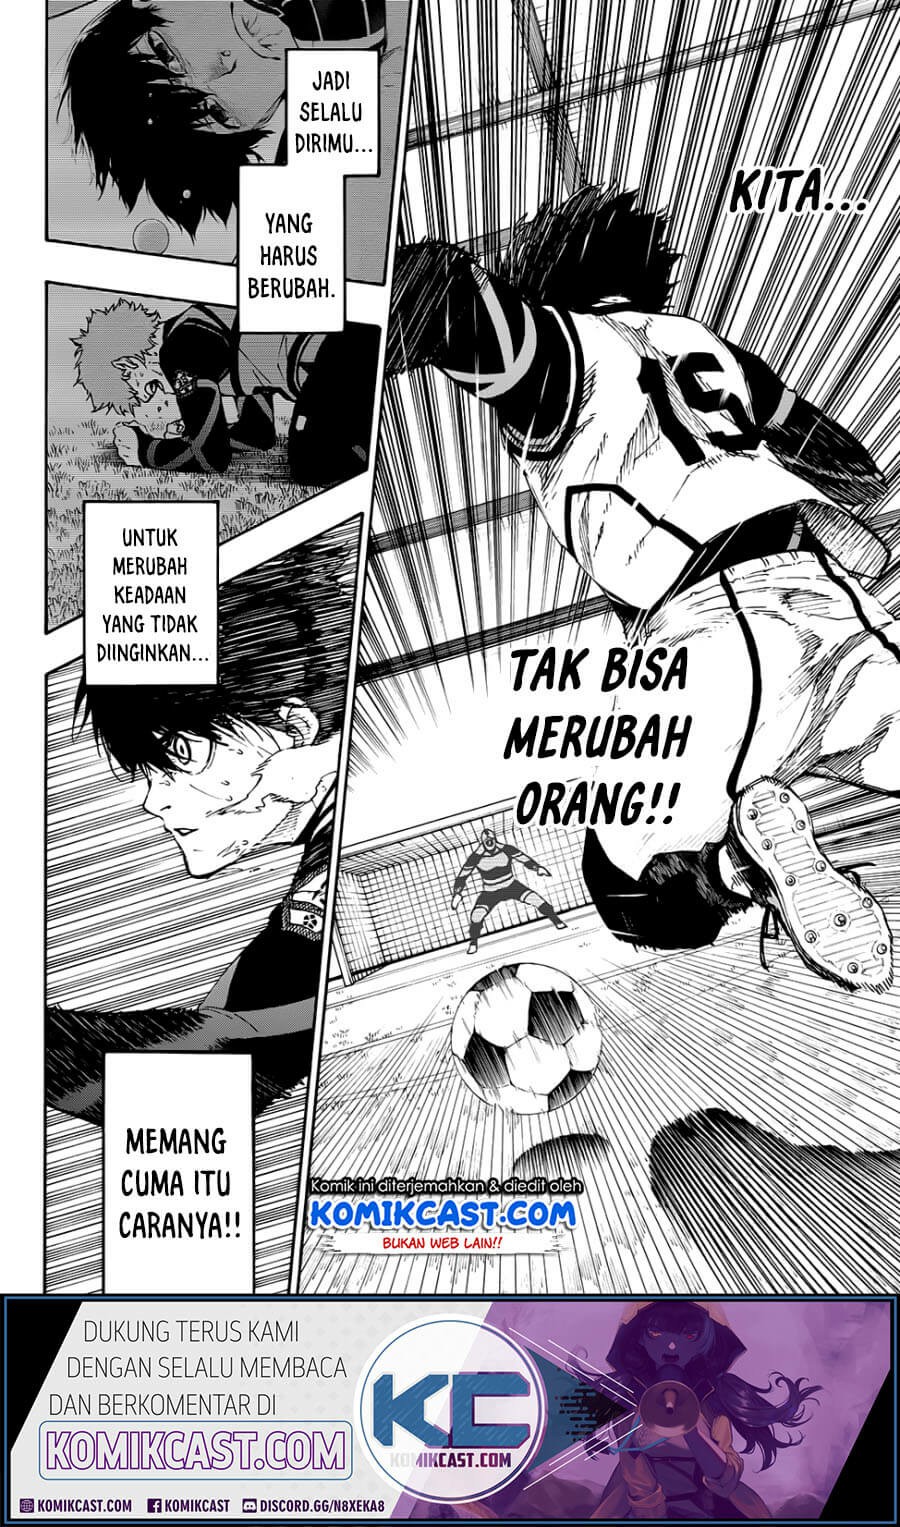 KITA...
TAK BISA
MERUBAH
ORANG!!
JADI
SELALU
DIRIMU...
YANG
HARUS
BERUBAH.
UNTUK
MERUBAH
KEADAAN
YANG TIDAK
DIINGINKAN...
MEMANG
CUMA ITU
CARANYA!!
15
Komik ini diterjemahkan & diedit oleh
KOMIKCAST.COM
BUKAN WEB LAIN!!
DUKUNG TERUS KAMI
DENGAN SELALU MEMBACA
DAN BERKOMENTAR DI
KOMIKCAST.COM
KC
KOMIKCAST.COM
KOMIKCAST.COM KOMIKCAST DISCORD.GG/N8XEKA8